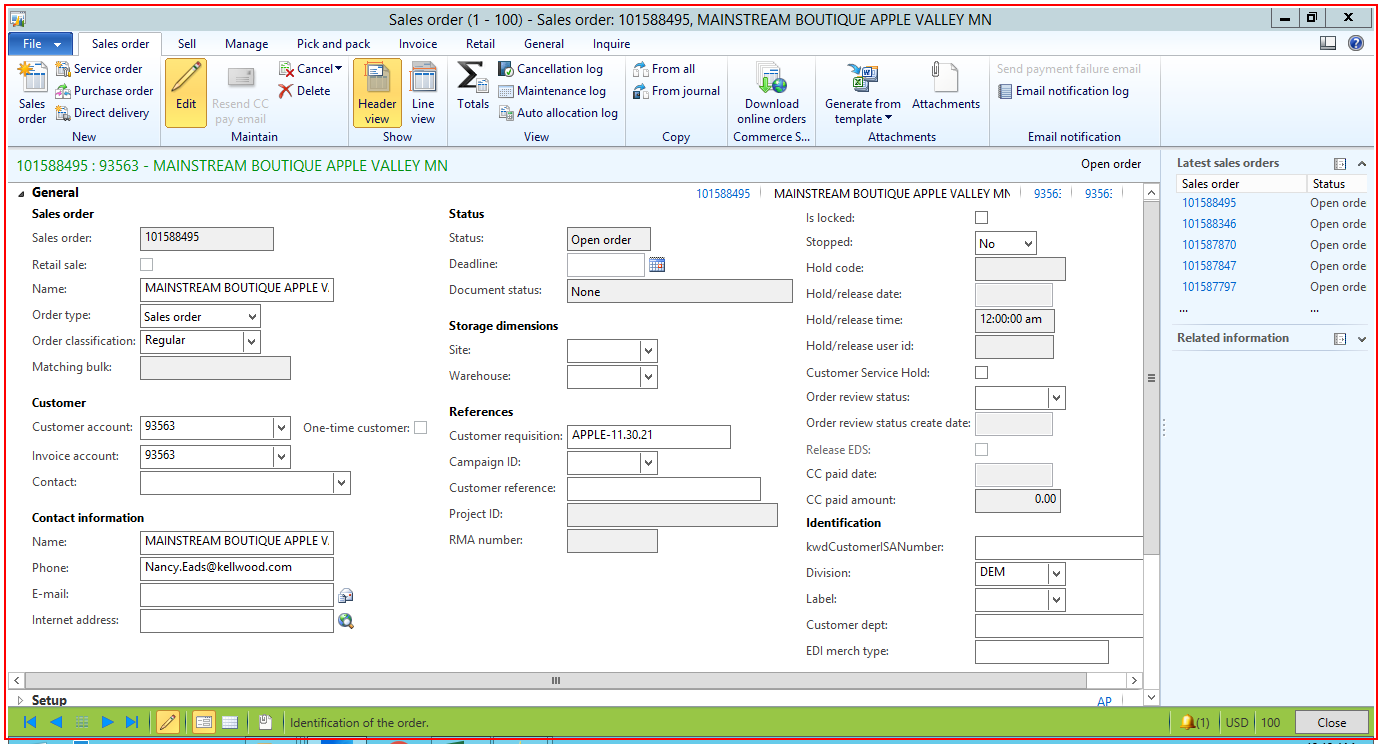 Sales order (1 - 100) - Sales order: 101588495, MAINSTREAM BOUTIQUE APPLE VALLEY MN
File Sales order Sell Manage Pick and pack Invoice Retail General Inquire
Sales order
Service order
Purchase order
Direct delivery
New
Edit
Resend CC pay email
Cancel
Delete
Maintain
Header view
Line view
Show
Totals
Cancellation log
Maintenance log
Auto allocation log
View
From all
From journal
Copy
Download online orders
Commerce S...
Generate from template
Attachments
Attachments
Send payment failure email
Email notification log
Email notification
101588495 : 93563 - MAINSTREAM BOUTIQUE APPLE VALLEY MN
Open order
General
101588495 MAINSTREAM BOUTIQUE APPLE VALLEY MN 93563 93563
Sales order
Sales order: 101588495
Retail sale:
Name: MAINSTREAM BOUTIQUE APPLE V
Order type: Sales order
Order classification: Regular
Matching bulk:
Customer
Customer account: 93563 One-time customer:
Invoice account: 93563
Contact:
Contact information
Name: MAINSTREAM BOUTIQUE APPLE V
Phone: Nancy.Eads@kellwood.com
E-mail:
Internet address:
Status
Status: Open order
Deadline:
Document status: None
Storage dimensions
Site:
Warehouse:
References
Customer requisition: APPLE-11.30.21
Campaign ID:
Customer reference:
Project ID:
RMA number:
Is locked:
Stopped: No
Hold code:
Hold/release date:
Hold/release time: 12:00:00 am
Hold/release user id:
Customer Service Hold:
Order review status:
Order review status create date:
Release EDS:
CC paid date:
CC paid amount: 0.00
Identification
kwdCustomerISANumber:
Division: DEM
Label:
Customer dept:
EDI merch type:
Setup
AP
Latest sales orders
Sales order Status
101588495 Open orde
101588346 Open orde
101587870 Open orde
101587847 Open orde
101587797 Open orde
... ...
Related information
Identification of the order.
(1) USD 100 Close